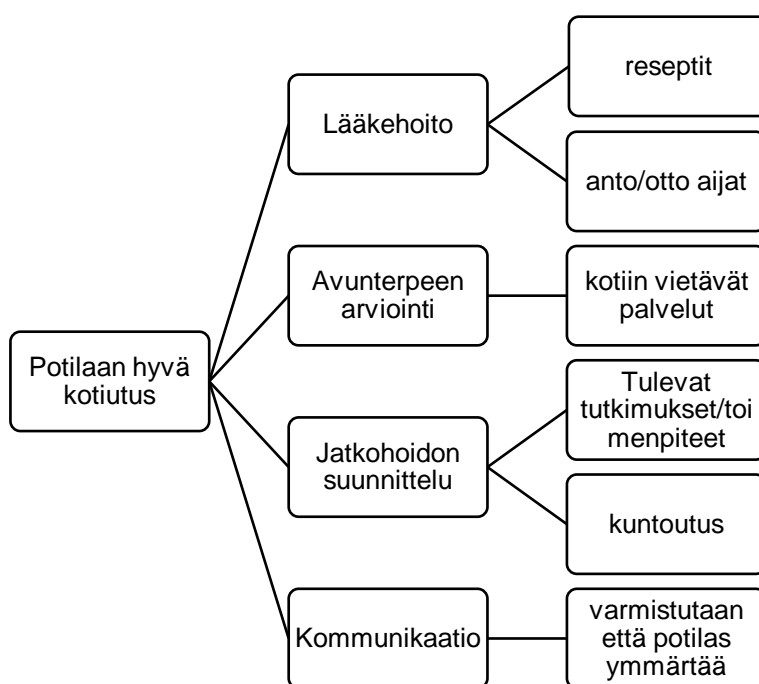 Potilaan hyvä
kotiutus
Lääkehoito
reseptit
anto/otto aijat
Avunterpeen
arviointi
kotiin vietävät
palvelut
Jatkohoidon
suunnittelu
Tulevat
tutkimukset/toi
menpiteet
kuntoutus
Kommunikaatio
varmistutaan
että potilas
ymmärtää